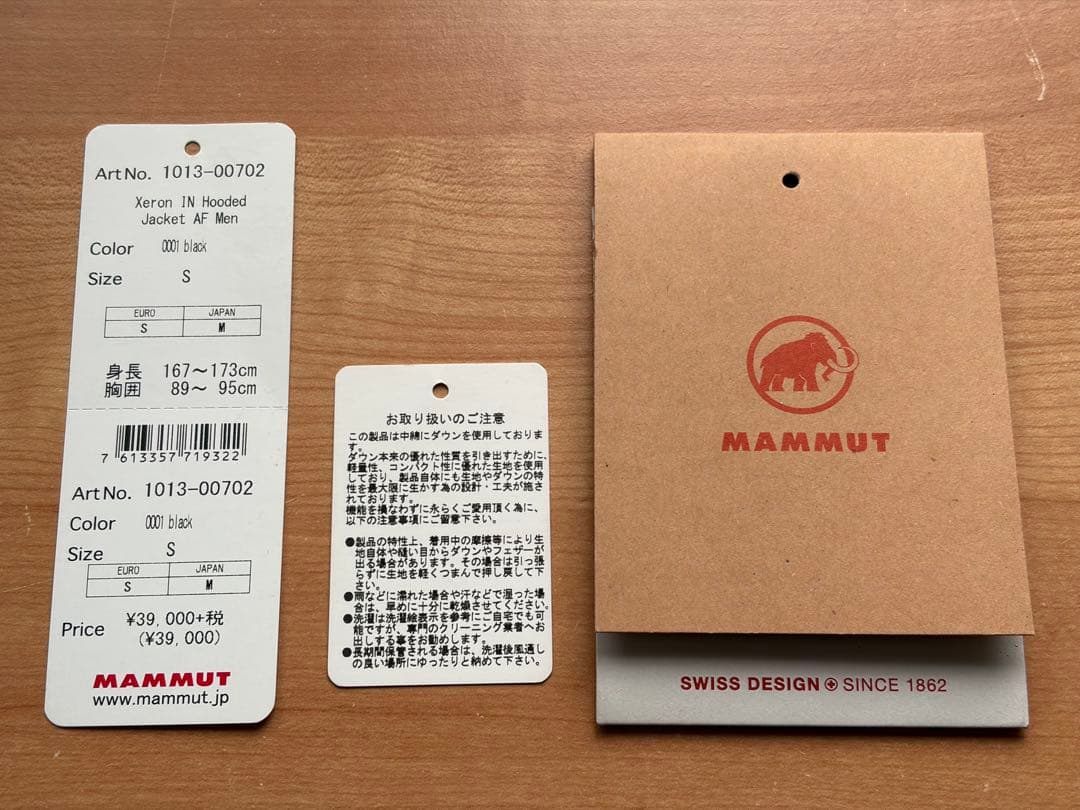 Art No. 1013-00702
Xeron IN Hooded
Jacket AF Men
Color 0001 black
Size S
EURO JAPAN
S M
身長 167～173cm
胸囲 89～ 95cm
7 613357 719322
Art No. 1013-00702
Color 0001 black
Size S
EURO JAPAN
S M
Price ¥39,000+税
(¥39,000)
MAMMUT
www.mammut.jp
お取り扱いのご注意
この製品は中綿にダウンを使用しておりま
す。
ダウン本来の優れた性質を引き出すために、
軽量性、コンパクト性に優れた生地を使用
しており、製品自体にも生地やダウンの特
性を最大限に生かす為の設計・工夫が施さ
れております。
機能を損なわずに永らくご愛用頂く為に、
以下の注意事項にご留意下さい。
●製品の特性上、着用中の摩擦等により生
地自体や縫い目からダウンやフェザーが
出る場合があります。その場合は引っ張
らずに生地を軽くつまんで押し戻して下
さい。
●雨などに濡れた場合や汗などで湿った場
合は、早めに十分に乾燥させてください。
●洗濯は洗濯絵表示を参考にご自宅でも可
能ですが、専門のクリーニング業者へお
出しする事をお勧めします。
●長期間保管される場合は、洗濯後風通し
の良い場所にゆったりと納めて下さい。
MAMMUT
SWISS DESIGN SINCE 1862